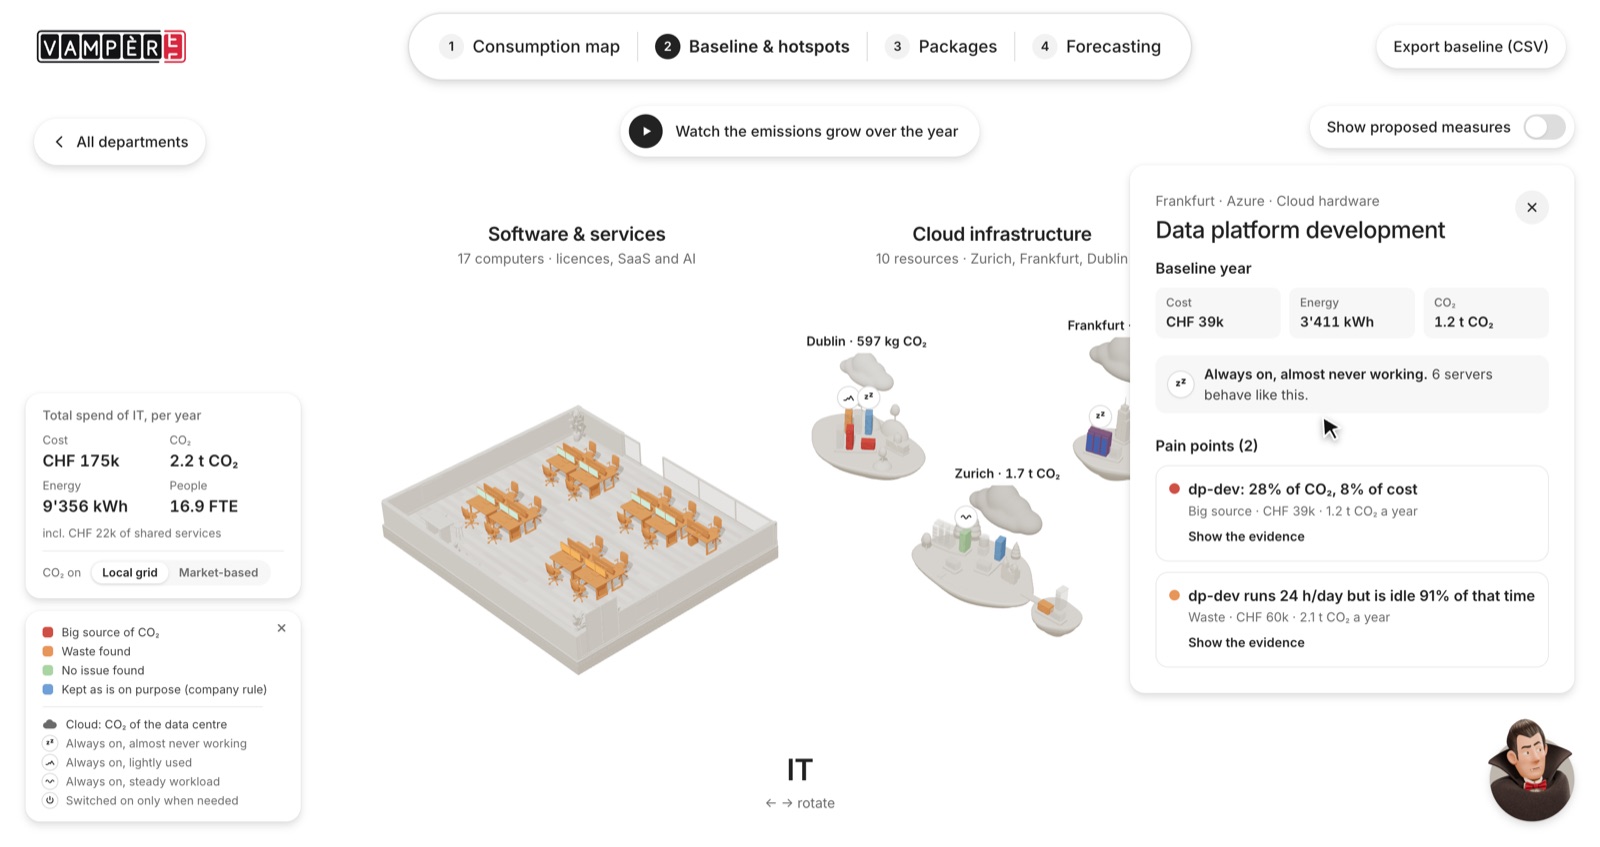 VAMPÈR
1 Consumption map
2 Baseline & hotspots
3 Packages
4 Forecasting
Export baseline (CSV)
All departments
Watch the emissions grow over the year
Show proposed measures
Software & services
17 computers · licences, SaaS and AI
Cloud infrastructure
10 resources · Zurich, Frankfurt, Dublin
Dublin · 597 kg CO₂
Frankfurt ·
Zurich · 1.7 t CO₂
zz
zz
Frankfurt · Azure · Cloud hardware
Data platform development
Baseline year
Cost
CHF 39k
Energy
3'411 kWh
CO₂
1.2 t CO₂
zz
Always on, almost never working. 6 servers
behave like this.
Pain points (2)
dp-dev: 28% of CO₂, 8% of cost
Big source · CHF 39k · 1.2 t CO₂ a year
Show the evidence
dp-dev runs 24 h/day but is idle 91% of that time
Waste · CHF 60k · 2.1 t CO₂ a year
Show the evidence
Total spend of IT, per year
Cost
CHF 175k
CO₂
2.2 t CO₂
Energy
9'356 kWh
People
16.9 FTE
incl. CHF 22k of shared services
CO₂ on Local grid Market-based
Big source of CO₂
Waste found
No issue found
Kept as is on purpose (company rule)
Cloud: CO₂ of the data centre
zz Always on, almost never working
Always on, lightly used
Always on, steady workload
Switched on only when needed
IT
← → rotate